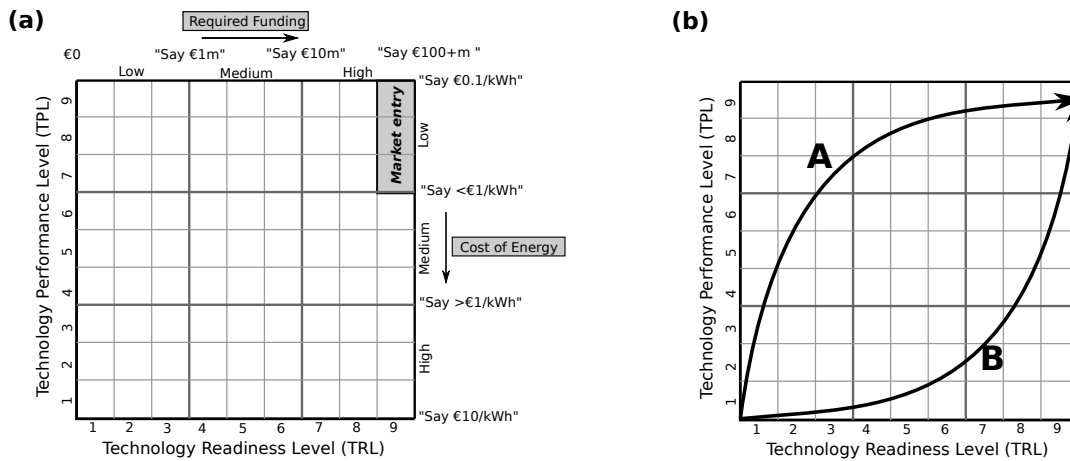 (a)
Required Funding
€0
"Say €1m"
"Say €10m"
"Say €100+m "
Low
Medium
High
"Say €0.1/kWh"
Market entry
Low
"Say <€1/kWh"
Medium
Cost of Energy
"Say >€1/kWh"
High
"Say €10/kWh"
Technology Performance Level (TPL)
9
8
7
6
5
4
3
2
1
1 2 3 4 5 6 7 8 9
Technology Readiness Level (TRL)
(b)
Technology Performance Level (TPL)
9
8
7
6
5
4
3
2
1
A
B
1 2 3 4 5 6 7 8 9
Technology Readiness Level (TRL)